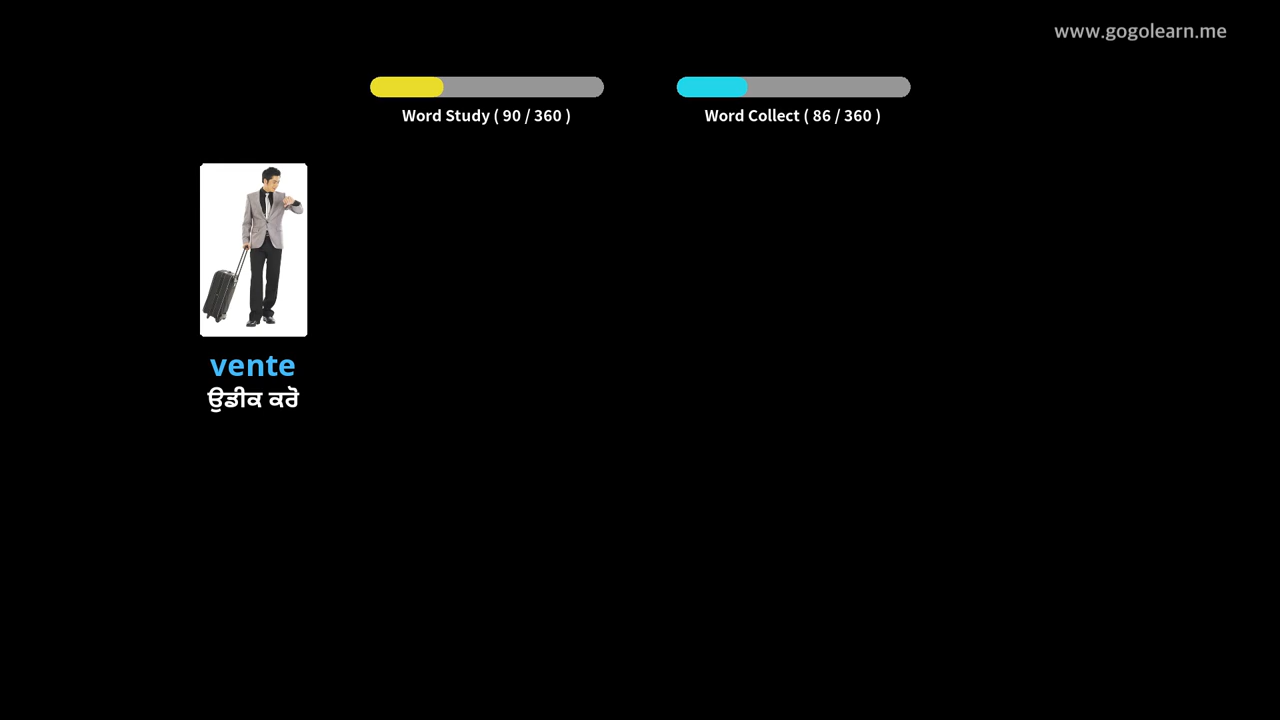 www.gogolearn.me
Word Study ( 90 / 360 )
Word Collect ( 86 / 360 )
vente
ਉਡੀਕ ਕਰੋ